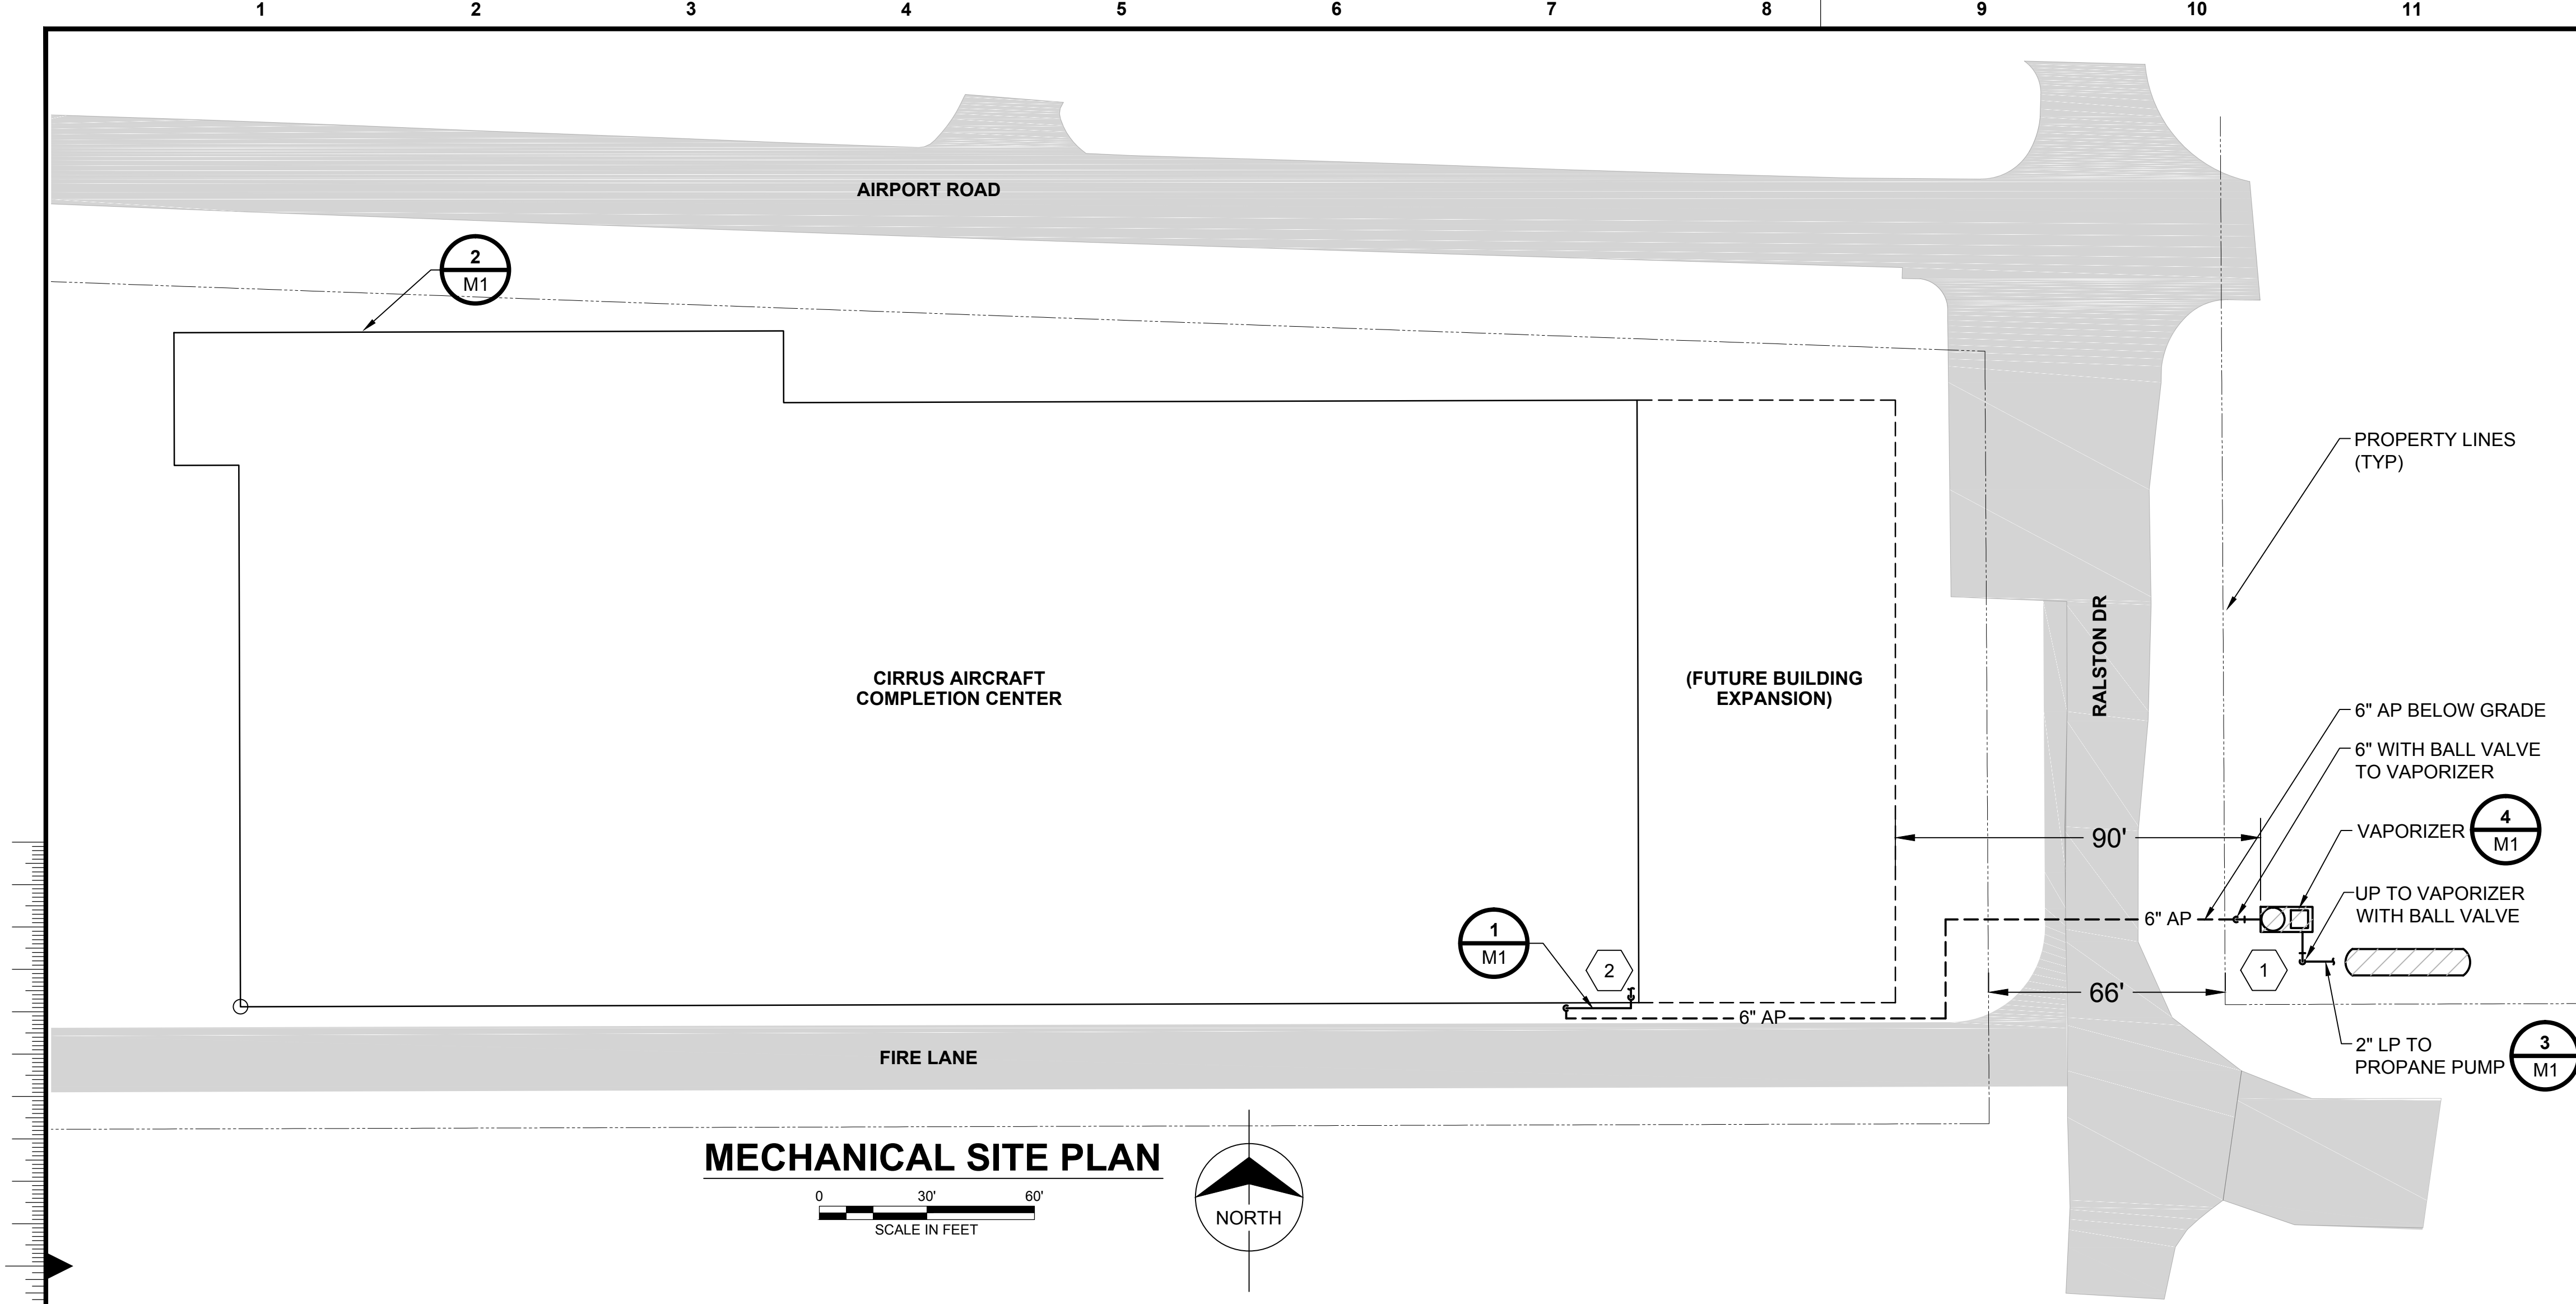 1 2 3 4 5 6 7 8 9 10 11
AIRPORT ROAD
2
M1
PROPERTY LINES
(TYP)
CIRRUS AIRCRAFT
COMPLETION CENTER
(FUTURE BUILDING
EXPANSION)
RALSTON DR
6" AP BELOW GRADE
6" WITH BALL VALVE
TO VAPORIZER
90'
VAPORIZER
4
M1
UP TO VAPORIZER
WITH BALL VALVE
6" AP
1
M1
2
1
66'
6" AP
2" LP TO
PROPANE PUMP
3
M1
FIRE LANE
MECHANICAL SITE PLAN
0 30' 60'
SCALE IN FEET
NORTH